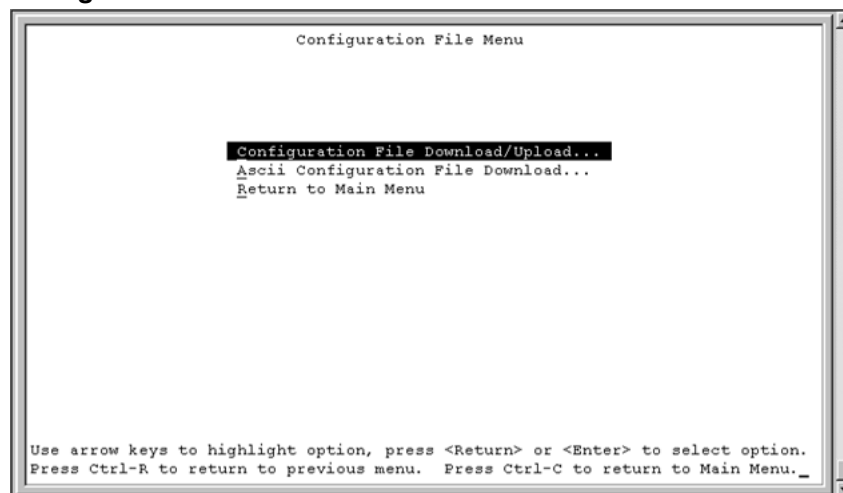 Configuration File Menu
Configuration File Download/Upload...
Ascii Configuration File Download...
Return to Main Menu
Use arrow keys to highlight option, press <Return> or <Enter> to select option.
Press Ctrl-R to return to previous menu.  Press Ctrl-C to return to Main Menu._